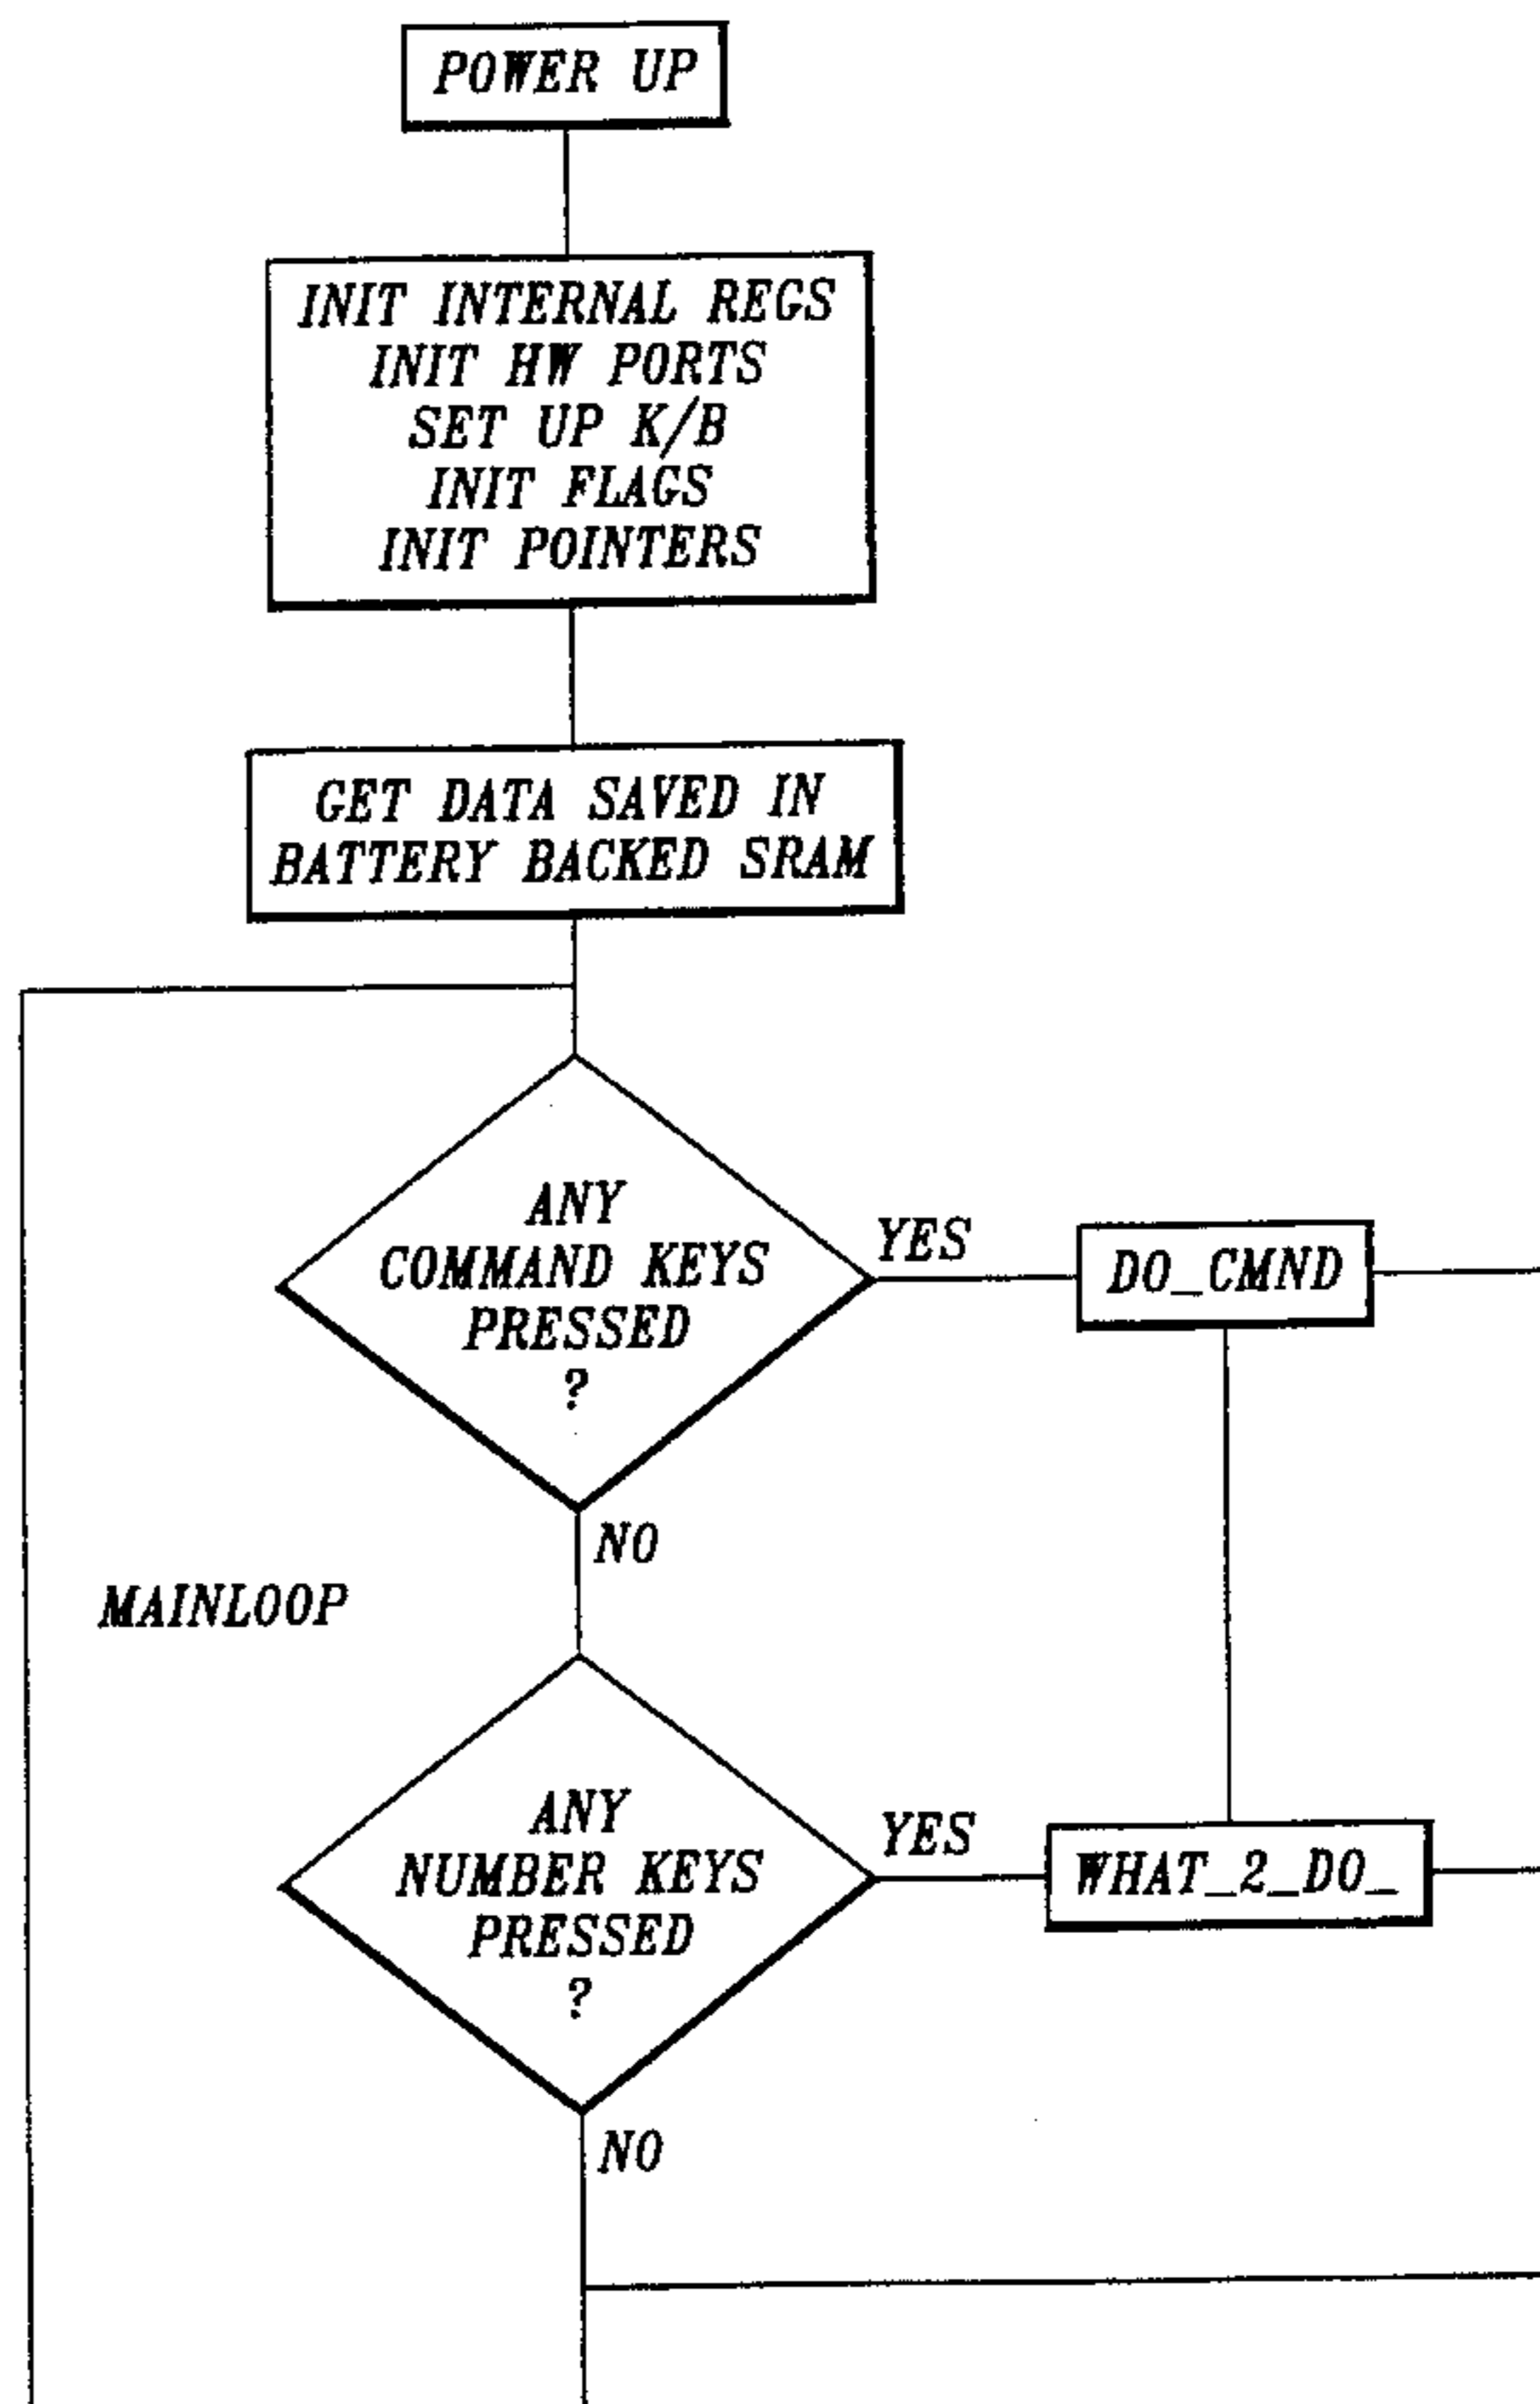 POWER UP
INIT INTERNAL REGS
INIT HW PORTS
SET UP K/B
INIT FLAGS
INIT POINTERS
GET DATA SAVED IN
BATTERY BACKED SRAM
ANY
COMMAND KEYS
PRESSED
?
YES
DO_CMND
NO
MAINLOOP
ANY
NUMBER KEYS
PRESSED
?
YES
WHAT_2_DO_
NO